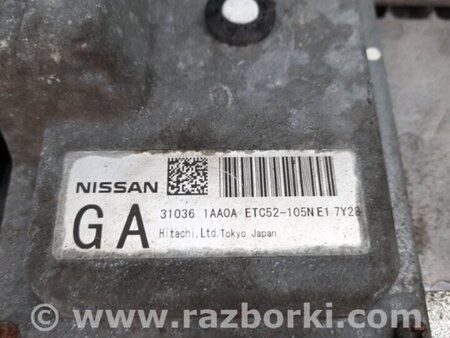 NISSAN
GA
31036 1AA0A ETC52-105N E1 7Y28
Hitachi,Ltd.Tokyo Japan
www.razborki.com